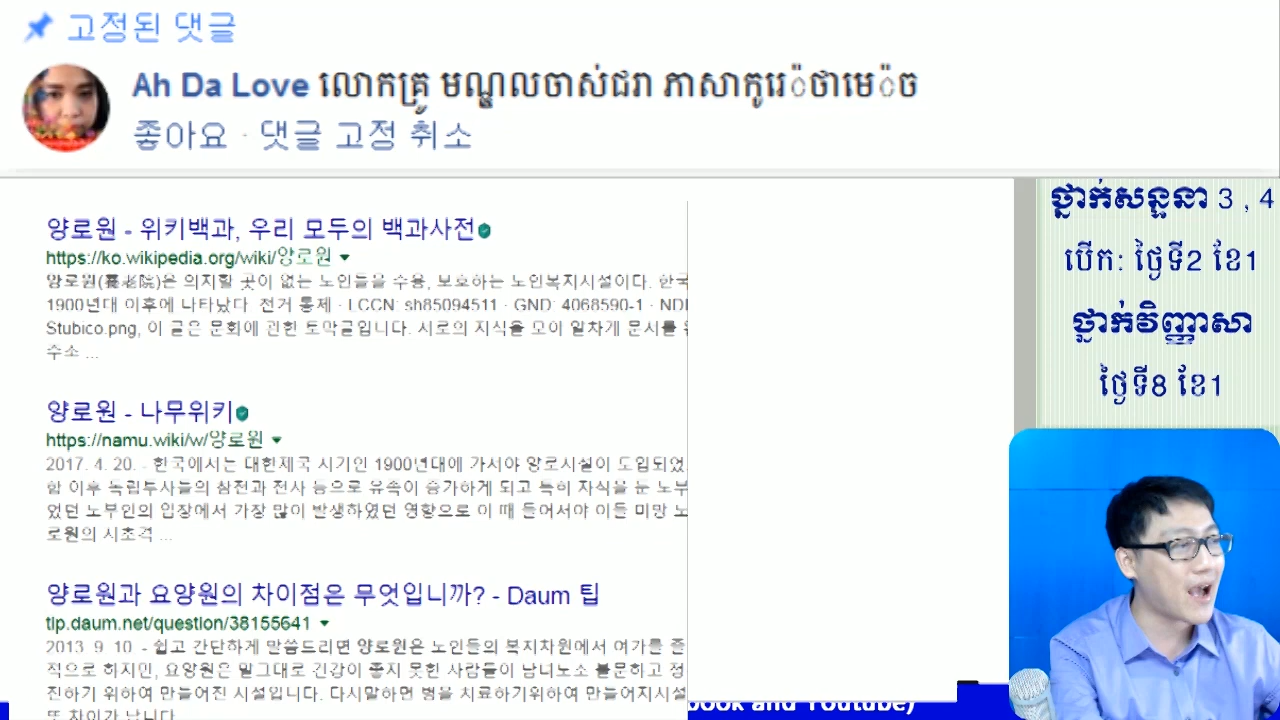 고정된 댓글
Ah Da Love លោកគ្រូ មណ្ឌលចាស់ជរា ភាសាកូរេ៉ថាមេ៉ច
좋아요 · 댓글 고정 취소
양로원 - 위키백과, 우리 모두의 백과사전
https://ko.wikipedia.org/wiki/양로원
양로원(養老院)은 의지할 곳이 없는 노인들을 수용, 보호하는 노인복지시설이다. 한국
1900년대 이후에 나타났다 전거 통제 · LCCN: sh85094511 · GND: 4068590-1 ·
Stubico.png, 이 글은 문화에 관한 토막글입니다. 서로의 지식을 모아 알차게 문서를
수소 ...
양로원 - 나무위키
https://namu.wiki/w/양로원
2017. 4. 20. - 한국에서는 대한제국 시기인 1900년대에 가서야 양로시설이 도입되었
함 이후 독립투사들의 참전과 전사 등으로 유족이 증가하게 되고 특히 자식을 둔 노부
었던 노부인의 입장에서 가장 많이 발생하였던 영향으로 이 때 들어서야 이들 미망
로원의 시초격 ...
양로원과 요양원의 차이점은 무엇입니까? - Daum 팁
tip.daum.net/question/38155641
2013. 9. 10. - 쉽고 간단하게 말씀드리면 양로원은 노인들의 복지차원에서 여가를
적으로 하지만, 요양원은 말그대로 건강이 좋지 못한 사람들이 남녀노소 불문하고
진하기 위하여 만들어진 시설입니다. 다시말하면 병을 치료하기위하여 만들어지시설
또 차이가 납니다
ថ្នាក់សន្ទនា 3 , 4
បើក: ថ្ងៃទី2 ខែ1
ថ្នាក់វិញ្ញាសា
ថ្ងៃទី8 ខែ1
book and Youtube)